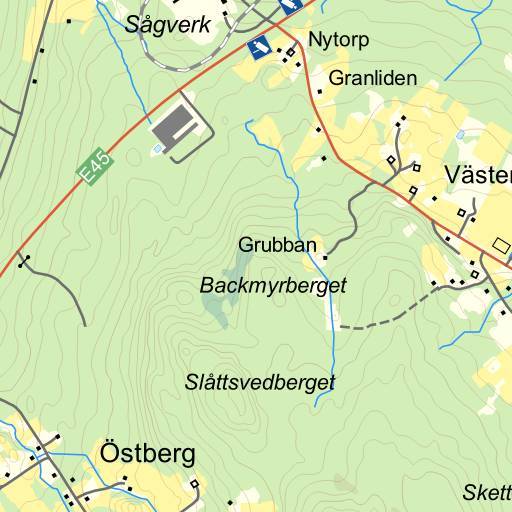 Sågverk
Nytorp
Granliden
E45
Väster
Grubban
Backmyrberget
Slåttsvedberget
Östberg
Skett